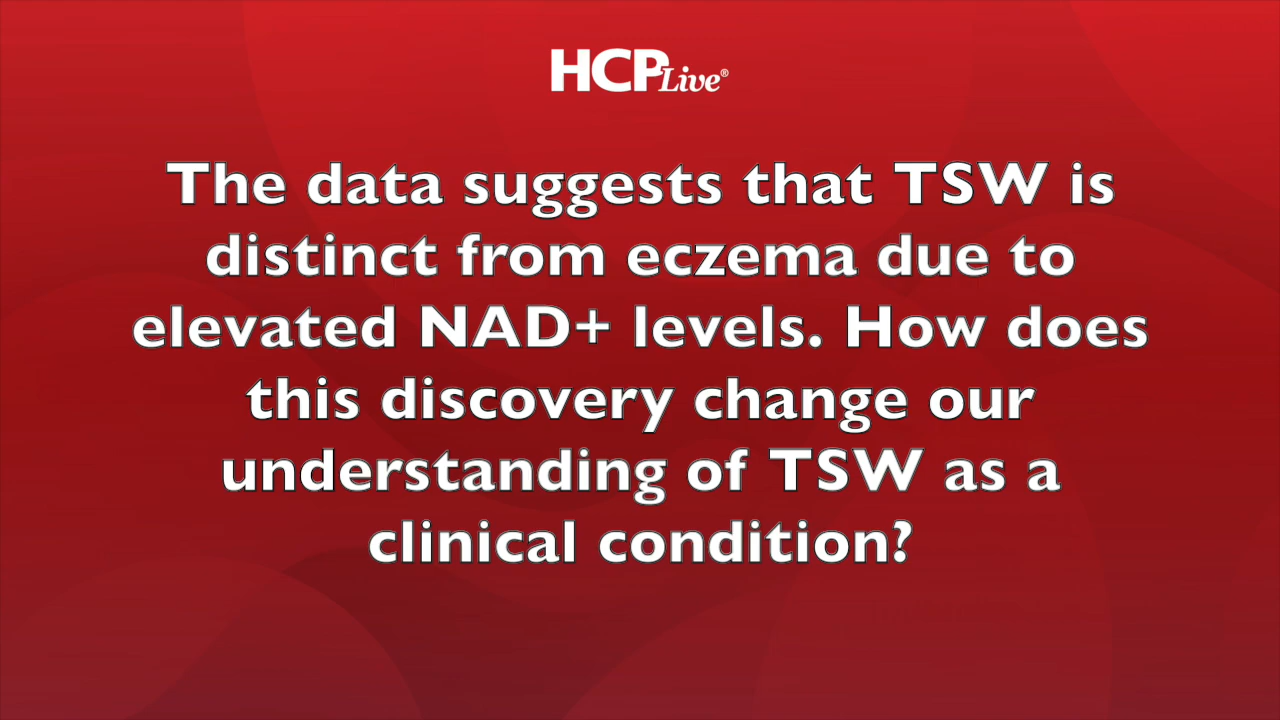 HCPLive®
The data suggests that TSW is
distinct from eczema due to
elevated NAD+ levels. How does
this discovery change our
understanding of TSW as a
clinical condition?